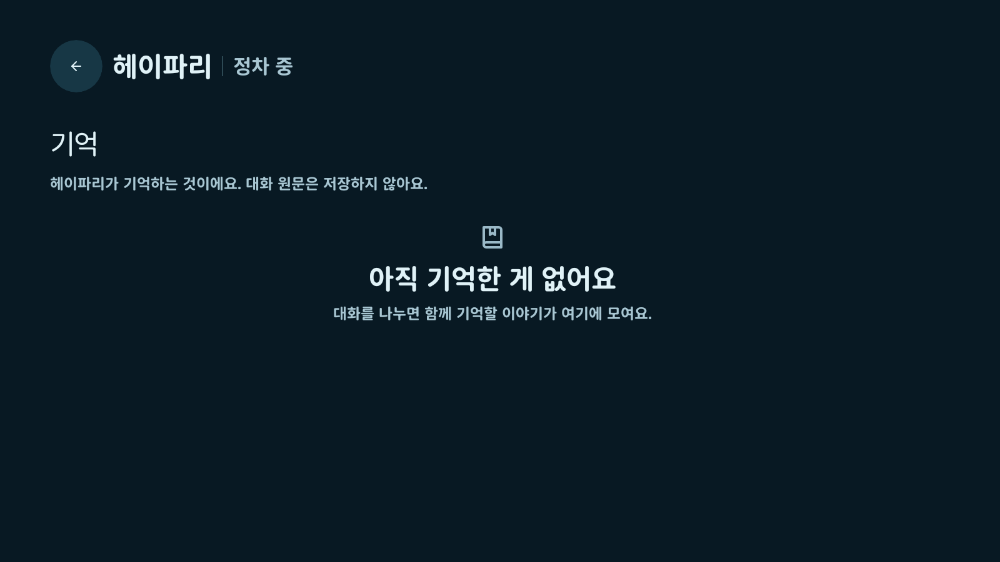 헤이파리 | 정차 중
기억
헤이파리가 기억하는 것이에요. 대화 원문은 저장하지 않아요.
아직 기억한 게 없어요
대화를 나누면 함께 기억할 이야기가 여기에 모여요.